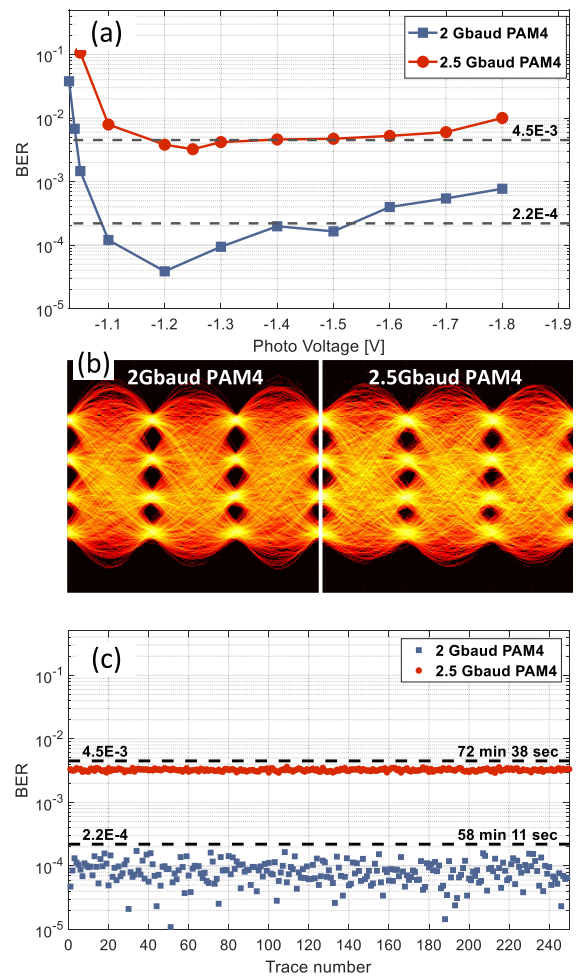 (a)
2 Gbaud PAM4
2.5 Gbaud PAM4
10-1
10-2
10-3
10-4
10-5
BER
4.5E-3
2.2E-4
-1.1 -1.2 -1.3 -1.4 -1.5 -1.6 -1.7 -1.8 -1.9
Photo Voltage [V]
(b)
2Gbaud PAM4 2.5Gbaud PAM4
(c)
2 Gbaud PAM4
2.5 Gbaud PAM4
10-1
10-2
10-3
10-4
10-5
BER
4.5E-3 72 min 38 sec
2.2E-4 58 min 11 sec
0 20 40 60 80 100 120 140 160 180 200 220 240
Trace number